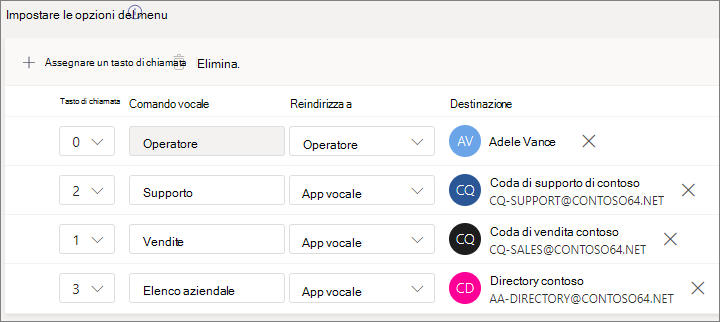 Impostare le opzioni del menu
Assegnare un tasto di chiamata Elimina.
Tasto di chiamata Comando vocale Reindirizza a Destinazione
0 Operatore Operatore AV Adele Vance
2 Supporto App vocale CQ Coda di supporto di contoso
CQ-SUPPORT@CONTOSO64.NET
1 Vendite App vocale CQ Coda di vendita contoso
CQ-SALES@CONTOSO64.NET
3 Elenco aziendale App vocale CD Directory contoso
AA-DIRECTORY@CONTOSO64.NET